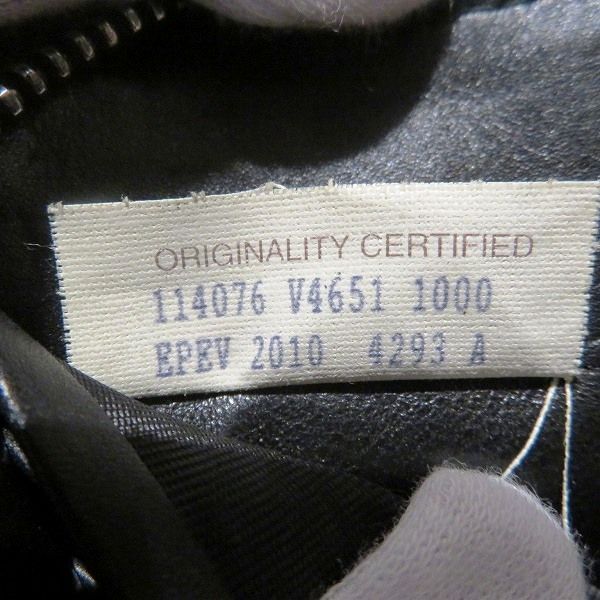 ORIGINALITY CERTIFIED
114076 V4651 1000
EPEV 2010 4293 A